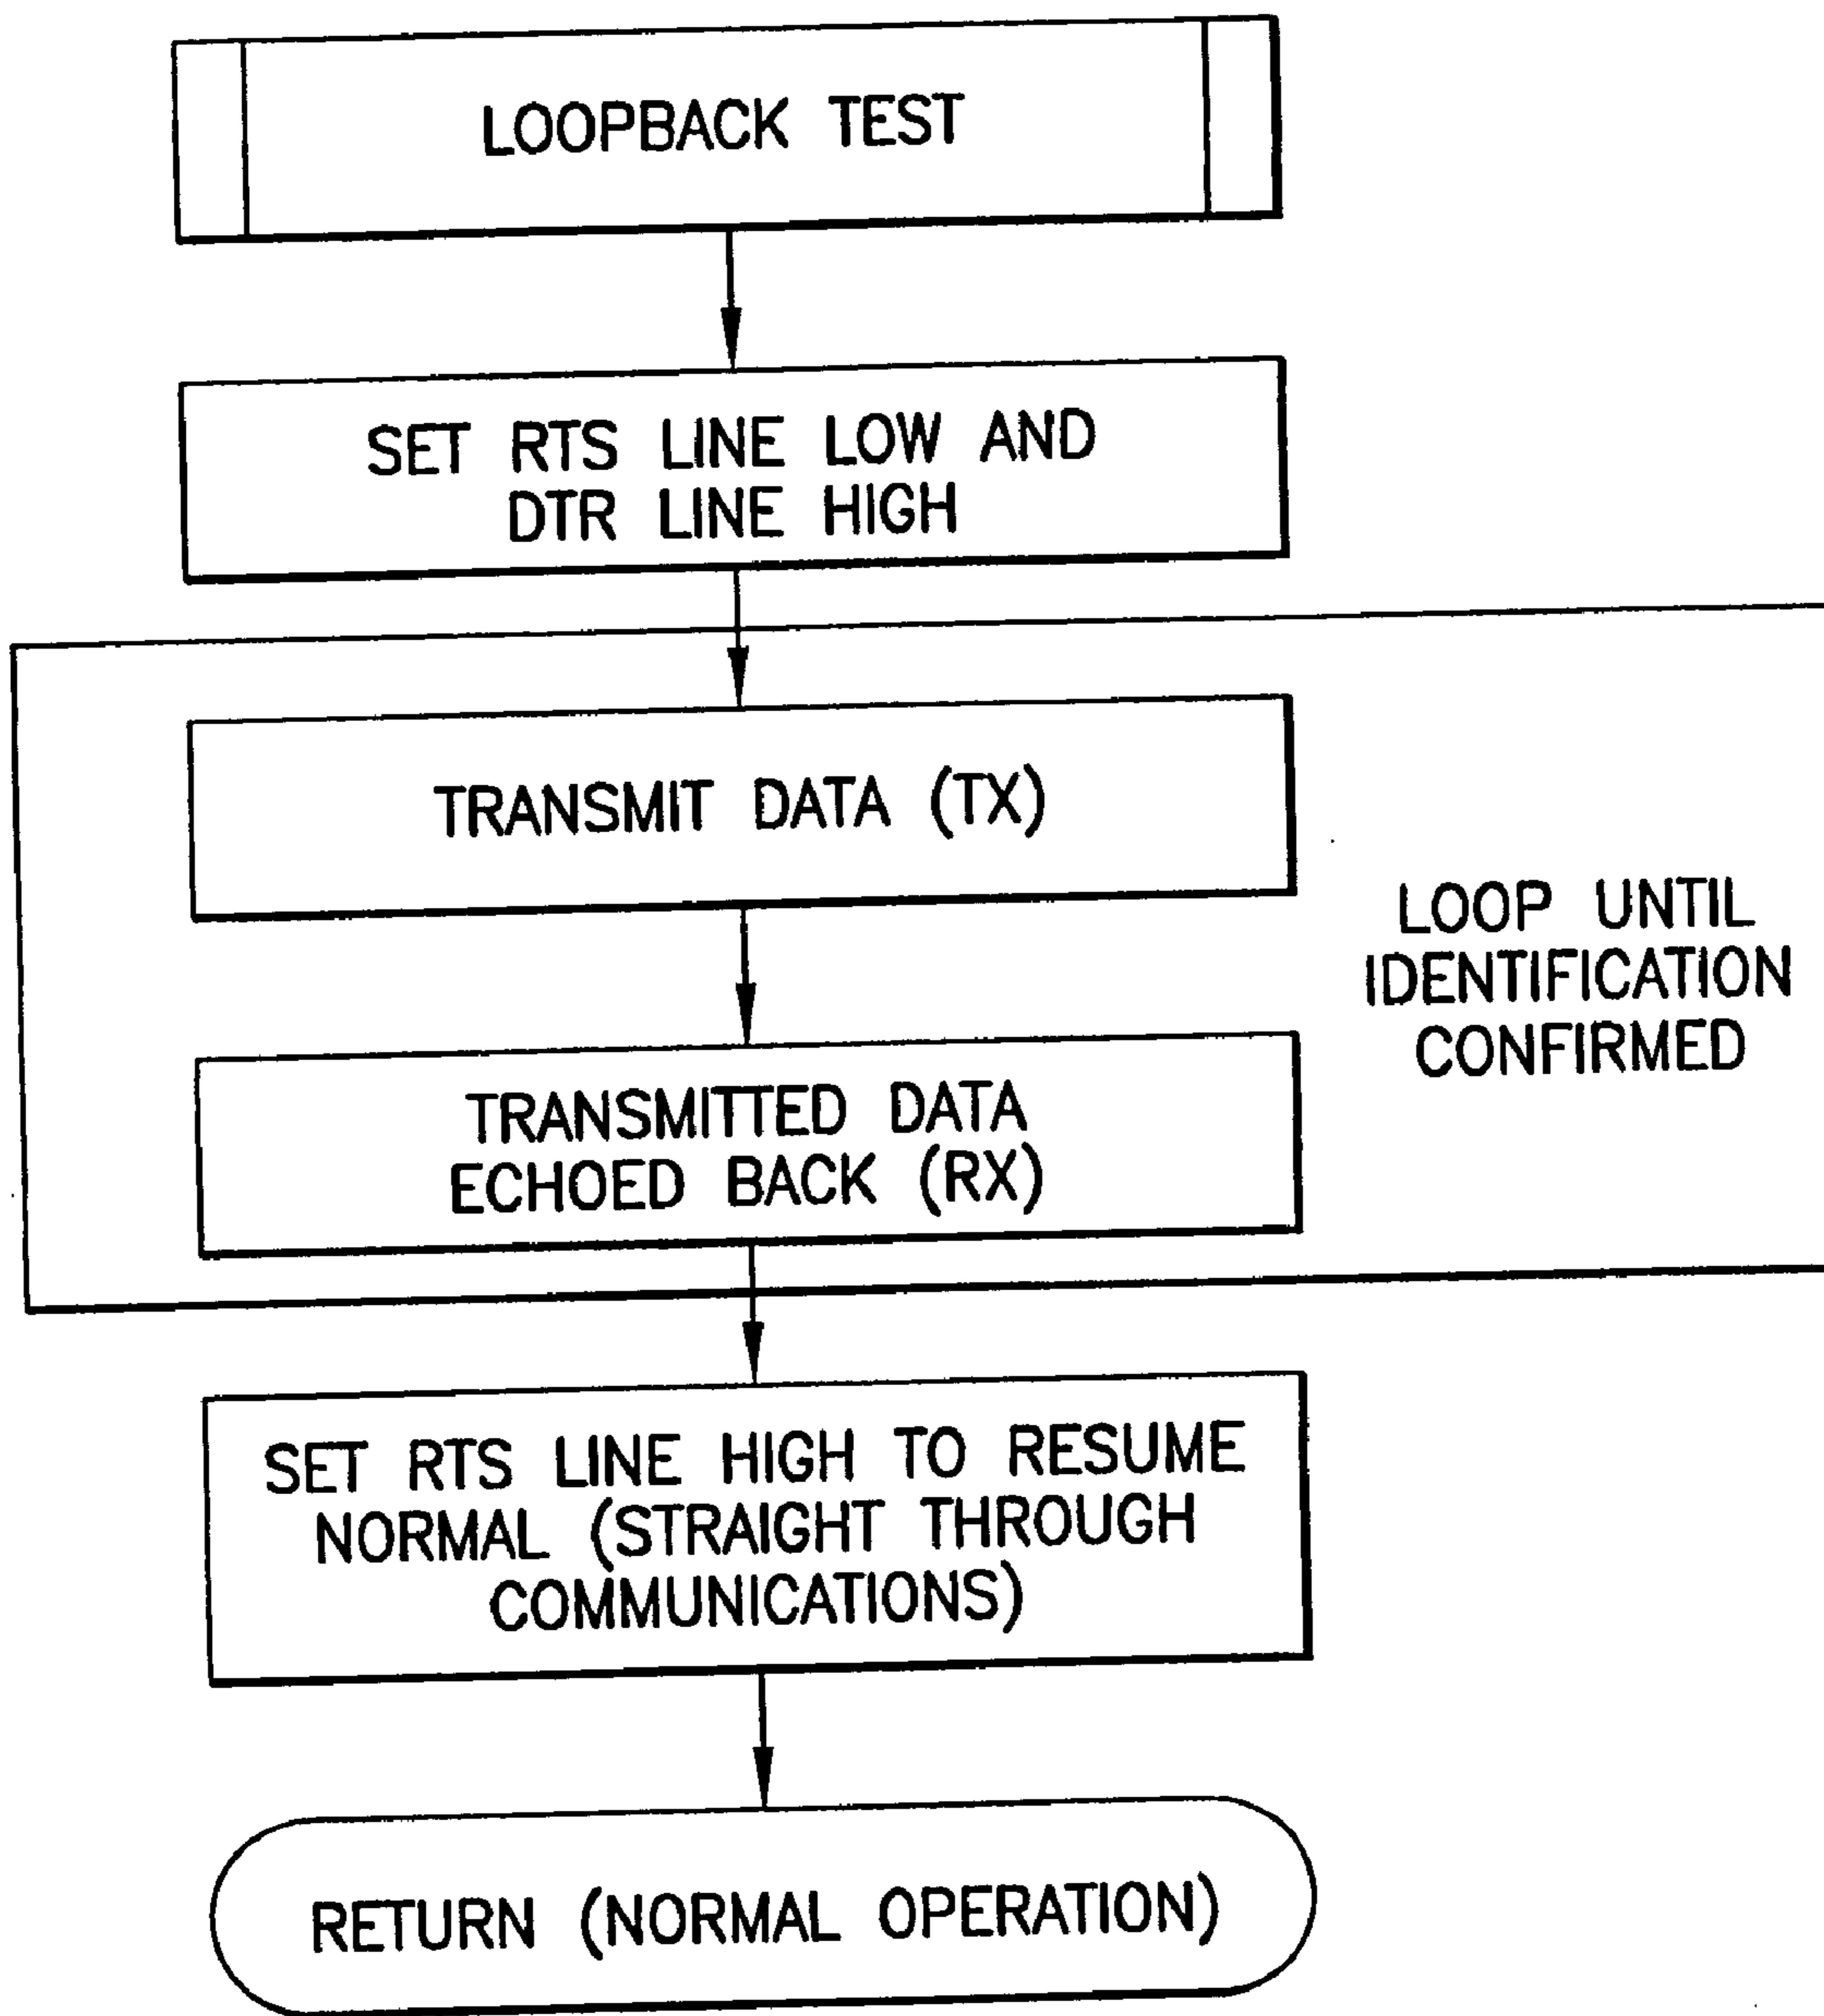 LOOPBACK TEST
SET RTS LINE LOW AND
DTR LINE HIGH
TRANSMIT DATA (TX)
LOOP UNTIL
IDENTIFICATION
CONFIRMED
TRANSMITTED DATA
ECHOED BACK (RX)
SET RTS LINE HIGH TO RESUME
NORMAL (STRAIGHT THROUGH
COMMUNICATIONS)
RETURN (NORMAL OPERATION)